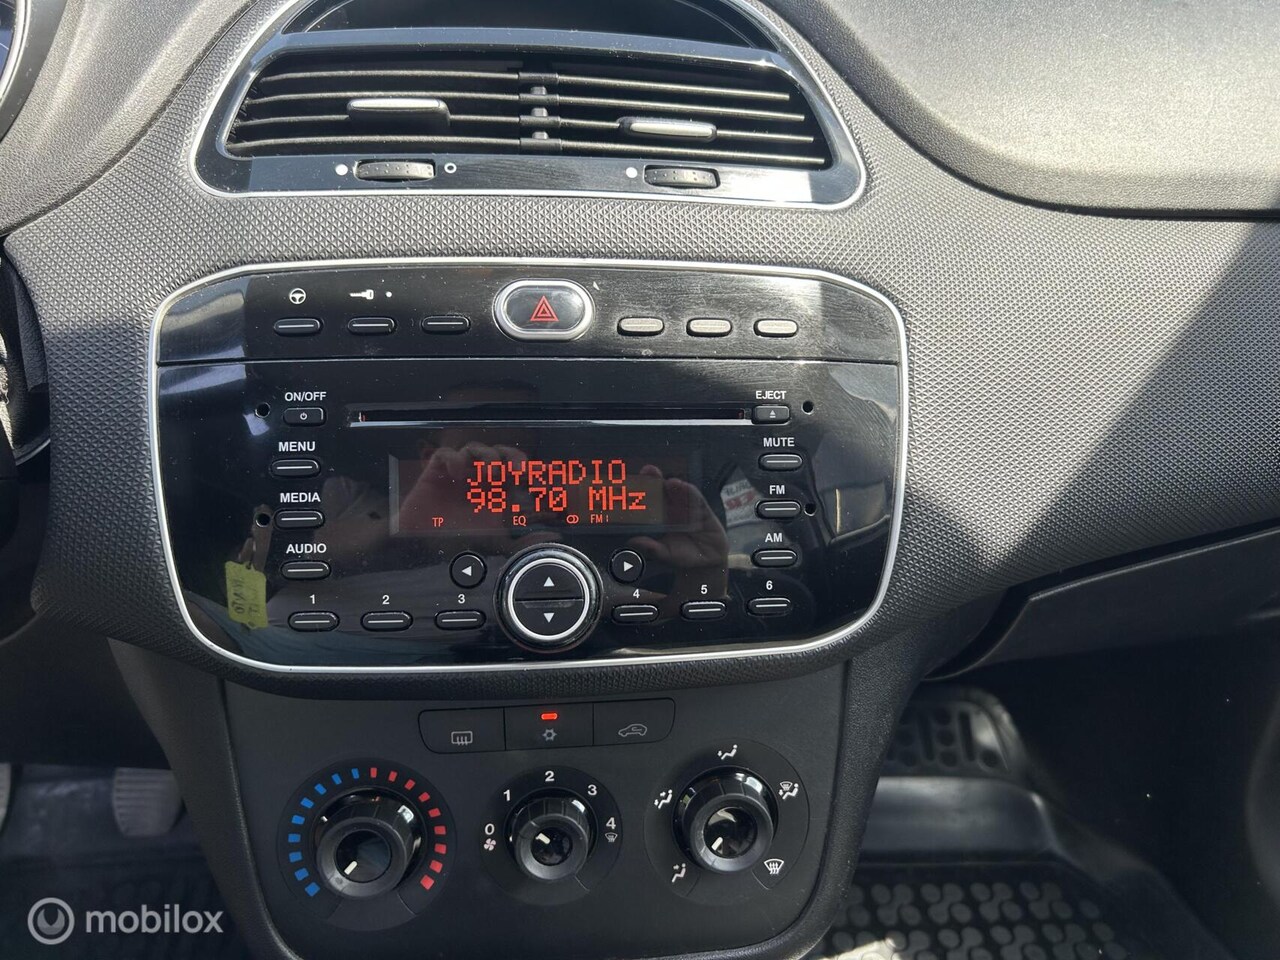 ON/OFF
EJECT
MENU
MUTE
MEDIA
FM
AUDIO
AM
JOYRADIO
98.70 MHz
TP EQ FM1
1 2 3 4 5 6
0 1 2 3 4
mobilox